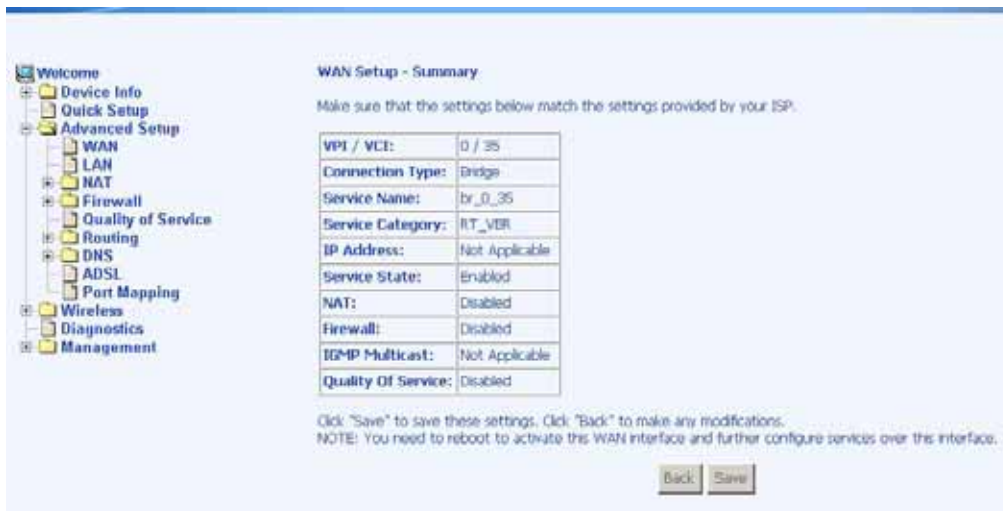 Welcome
Device Info
Quick Setup
Advanced Setup
WAN
LAN
NAT
Firewall
Quality of Service
Routing
DNS
ADSL
Port Mapping
Wireless
Diagnostics
Management
WAN Setup - Summary
Make sure that the settings below match the settings provided by your ISP.
VPI / VCI: 0 / 35
Connection Type: Bridge
Service Name: br_0_35
Service Category: RT_VBR
IP Address: Not Applicable
Service State: Enabled
NAT: Disabled
Firewall: Disabled
IGMP Multicast: Not Applicable
Quality Of Service: Disabled
Click "Save" to save these settings. Click "Back" to make any modifications.
NOTE: You need to reboot to activate this WAN interface and further configure services over this interface.
Back Save